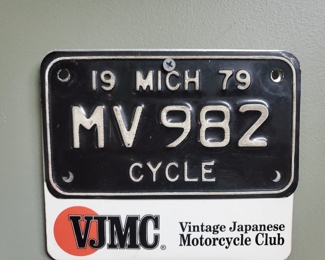 19 MICH 79
MV 982
CYCLE
VJMC®
Vintage Japanese
Motorcycle Club